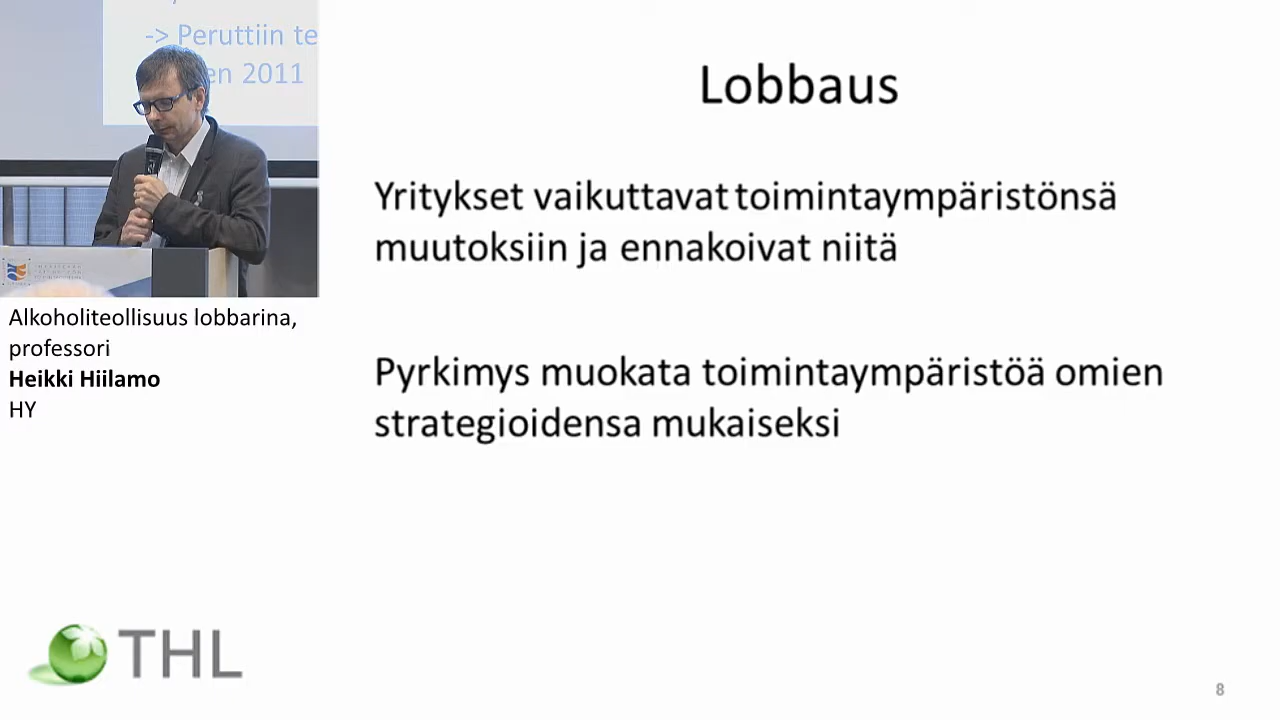 -> Peruttiin te
en 2011
Alkoholiteollisuus lobbarina,
professori
Heikki Hiilamo
HY
Lobbaus
Yritykset vaikuttavat toimintaympäristönsä
muutoksiin ja ennakoivat niitä
Pyrkimys muokata toimintaympäristöä omien
strategioidensa mukaiseksi
THL
8